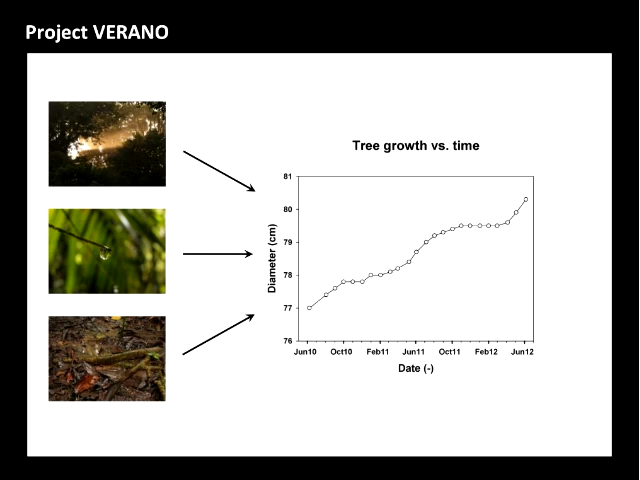 Project VERANO
Tree growth vs. time
Diameter (cm)
81
80
79
78
77
76
Jun10 Oct10 Feb11 Jun11 Oct11 Feb12 Jun12
Date (-)